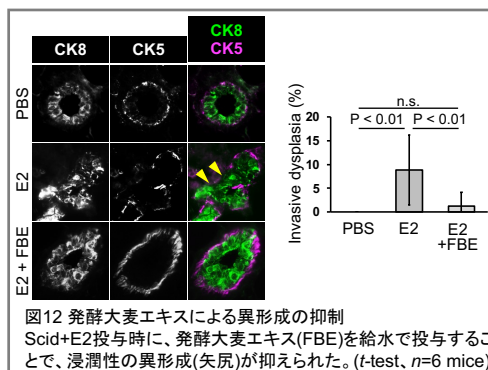 CK8
CK5
CK8
CK5
PBS
E2
E2 + FBE
Invasive dysplasia (%)
20
15
10
5
0
n.s.
P < 0.01
P < 0.01
PBS
E2
E2
+FBE
図12 発酵大麦エキスによる異形成の抑制
Scid+E2投与時に、発酵大麦エキス(FBE)を給水で投与するこ
とで、浸潤性の異形成(矢尻)が抑えられた。(t-test、n=6 mice)